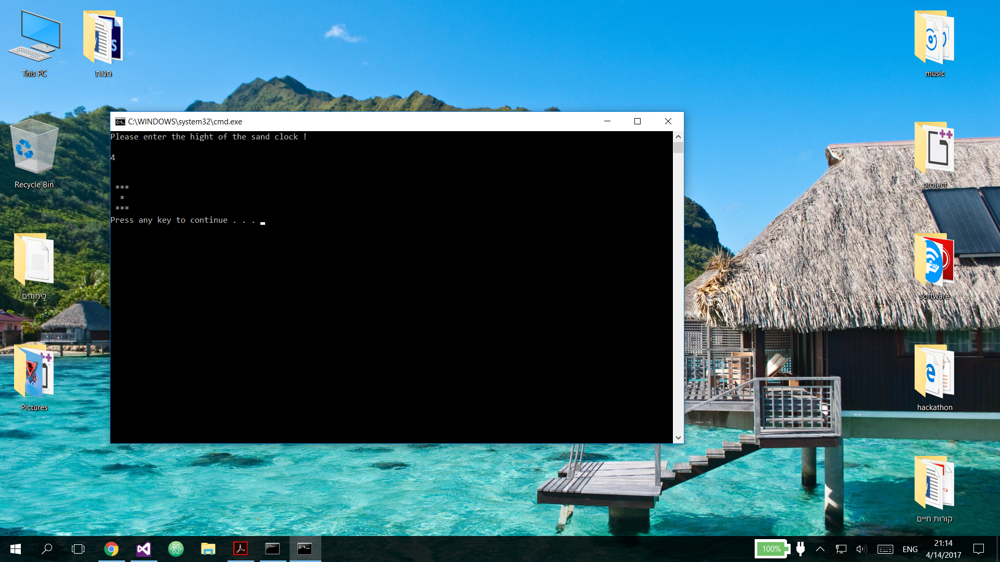 This PC
חנות
music
C:\WINDOWS\system32\cmd.exe
Please enter the hight of the sand clock !
4
***
*
***
Press any key to continue . . .
Recycle Bin
project
לימודים
software
Pictures
hackathon
קורות חיים
100%
ENG
21:14
4/14/2017